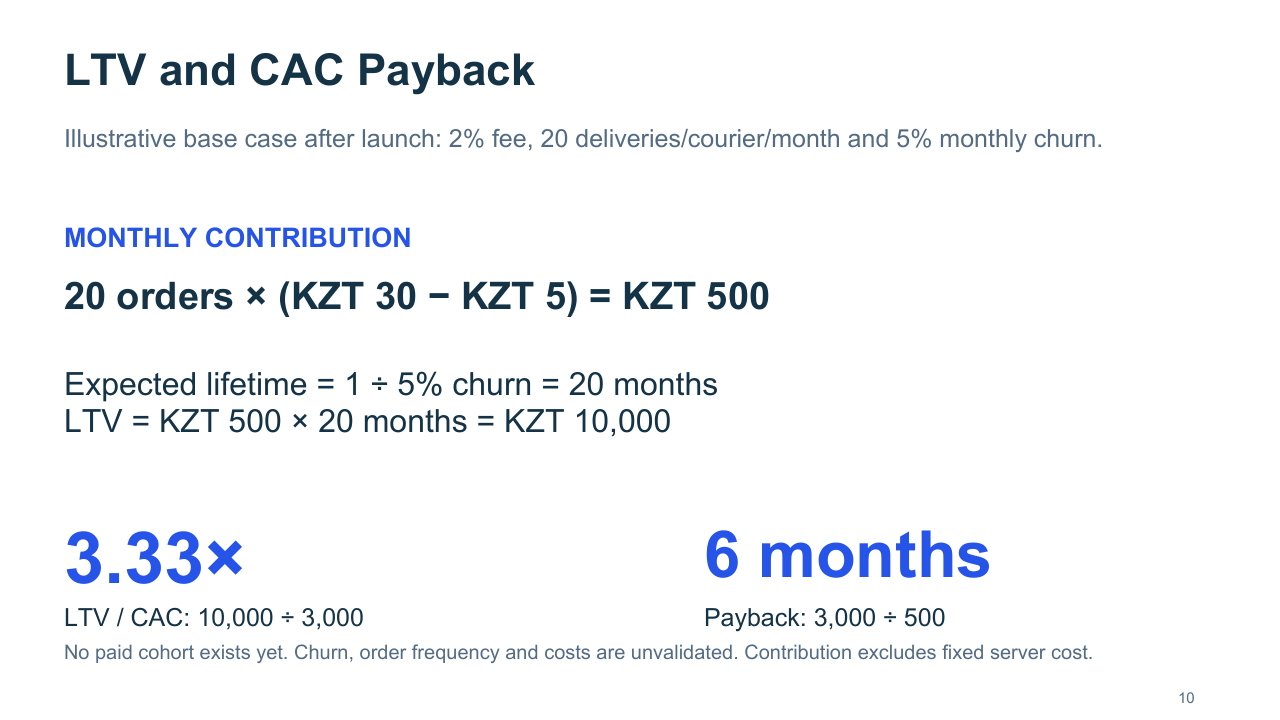 LTV and CAC Payback
Illustrative base case after launch: 2% fee, 20 deliveries/courier/month and 5% monthly churn.
MONTHLY CONTRIBUTION
20 orders × (KZT 30 − KZT 5) = KZT 500
Expected lifetime = 1 ÷ 5% churn = 20 months
LTV = KZT 500 × 20 months = KZT 10,000
3.33×
LTV / CAC: 10,000 ÷ 3,000
6 months
Payback: 3,000 ÷ 500
No paid cohort exists yet. Churn, order frequency and costs are unvalidated. Contribution excludes fixed server cost.
10